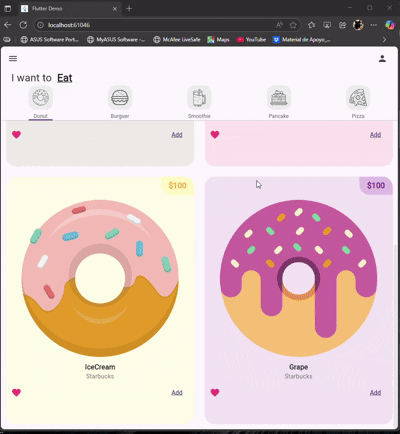 Flutter Demo
localhost:61046
ASUS Software Port...
MyASUS Software -...
McAfee LiveSafe
Maps
YouTube
Material de Apoyo_...
I want to Eat
Donut
Burguer
Smoothie
Pancake
Pizza
Add
Add
$100
$100
IceCream
Starbucks
Grape
Starbucks
Add
Add